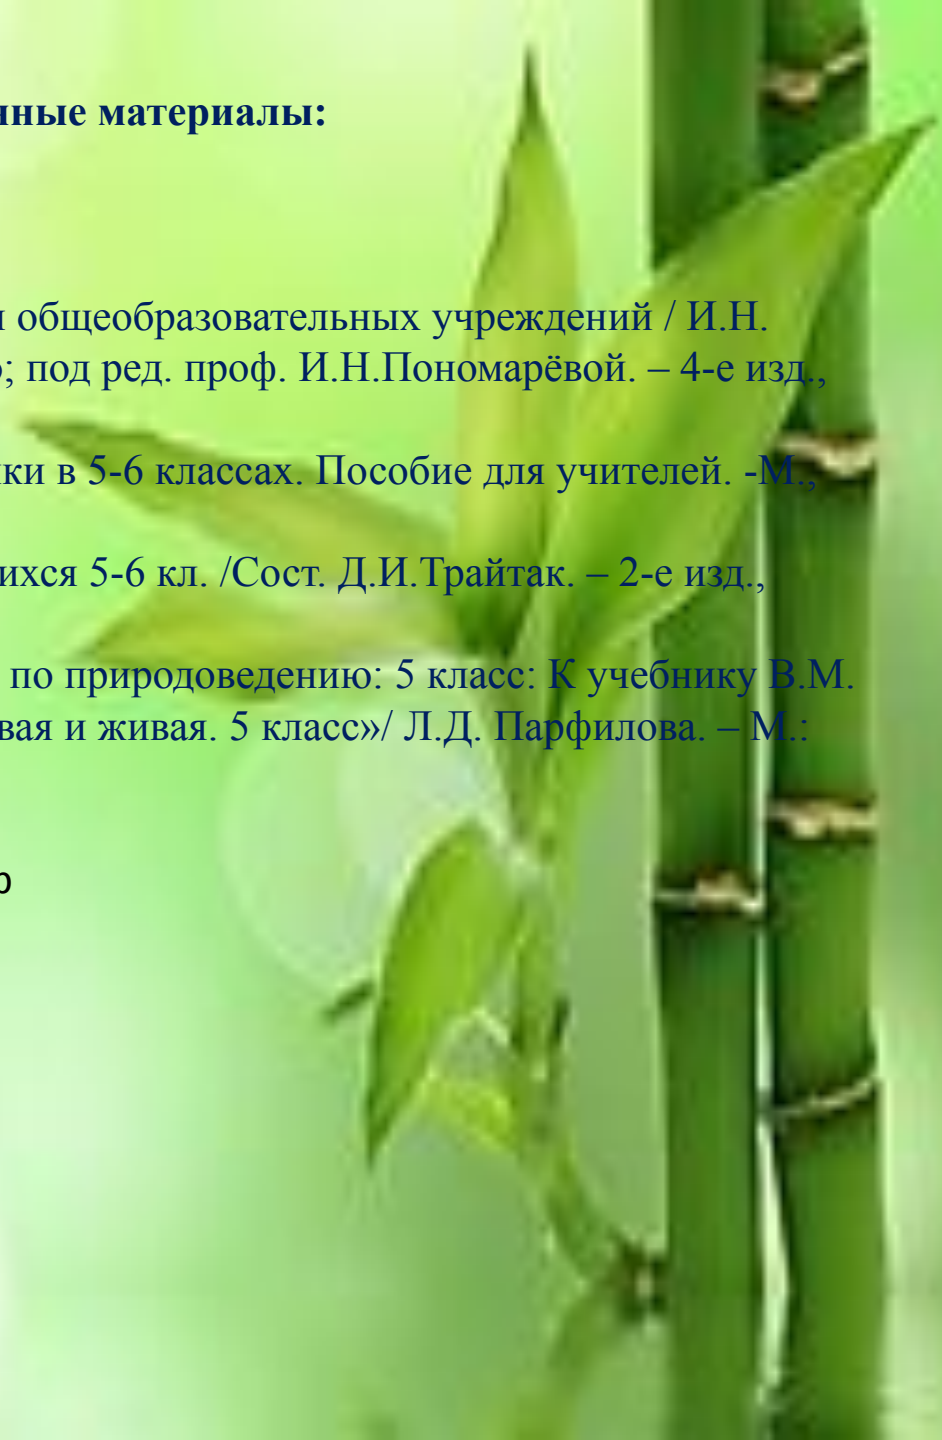 нные материалы:
общеобразовательных учреждений / И.Н.
; под ред. проф. И.Н.Пономарёвой. – 4-е изд.,
ки в 5-6 классах. Пособие для учителей. -М.,
ихся 5-6 кл. /Сост. Д.И.Трайтак. – 2-е изд.,
по природоведению: 5 класс: К учебнику В.М.
вая и живая. 5 класс»/ Л.Д. Парфилова. – М.: